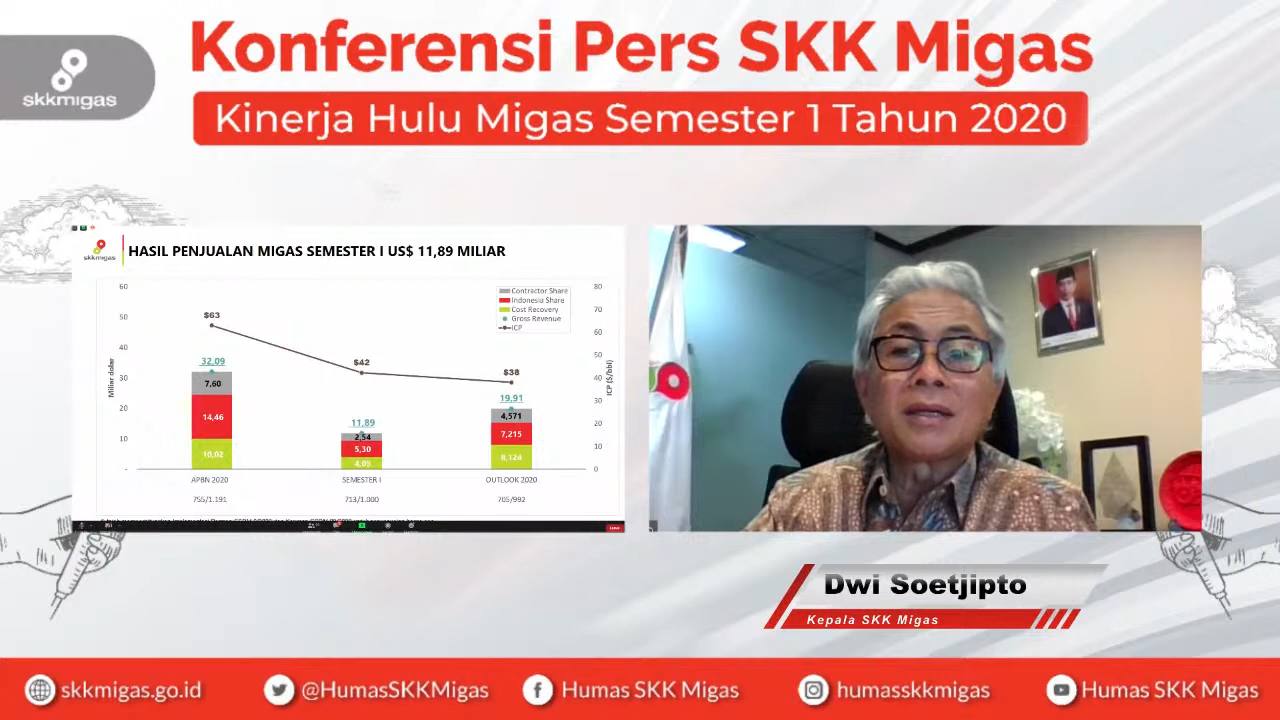 Konferensi Pers SKK Migas
skkmigas
Kinerja Hulu Migas Semester 1 Tahun 2020
skkmigas
HASIL PENJUALAN MIGAS SEMESTER I US$ 11,89 MILIAR
60
50
40
30
20
10
-
Miliar dolar
80
70
60
50
40
30
20
10
0
ICP ($/bbl)
Contractor Share
Indonesia Share
Cost Recovery
Gross Revenue
ICP
$63
$42
$38
32,09
7,60
14,46
10,02
11,89
2,54
5,30
4,05
19,91
4,571
7,215
8,124
APBN 2020
SEMESTER I
OUTLOOK 2020
755/1.191
713/1.000
705/992
Dwi Soetjipto
Kepala SKK Migas
skkmigas.go.id
@HumasSKKMigas
Humas SKK Migas
humasskkmigas
Humas SKK Migas